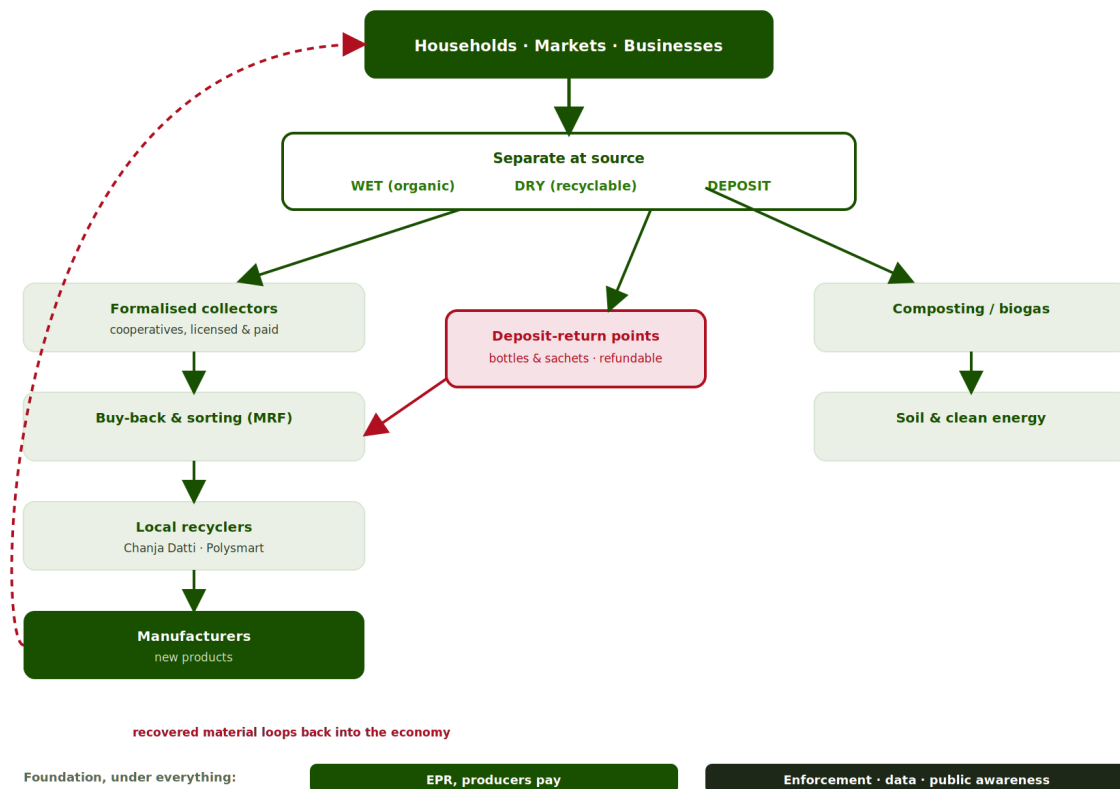 Households · Markets · Businesses
Separate at source
WET (organic) DRY (recyclable) DEPOSIT
Formalised collectors
cooperatives, licensed & paid
Deposit-return points
bottles & sachets · refundable
Composting / biogas
Buy-back & sorting (MRF)
Soil & clean energy
Local recyclers
Chanja Datti · Polysmart
Manufacturers
new products
recovered material loops back into the economy
Foundation, under everything:
EPR, producers pay
Enforcement · data · public awareness